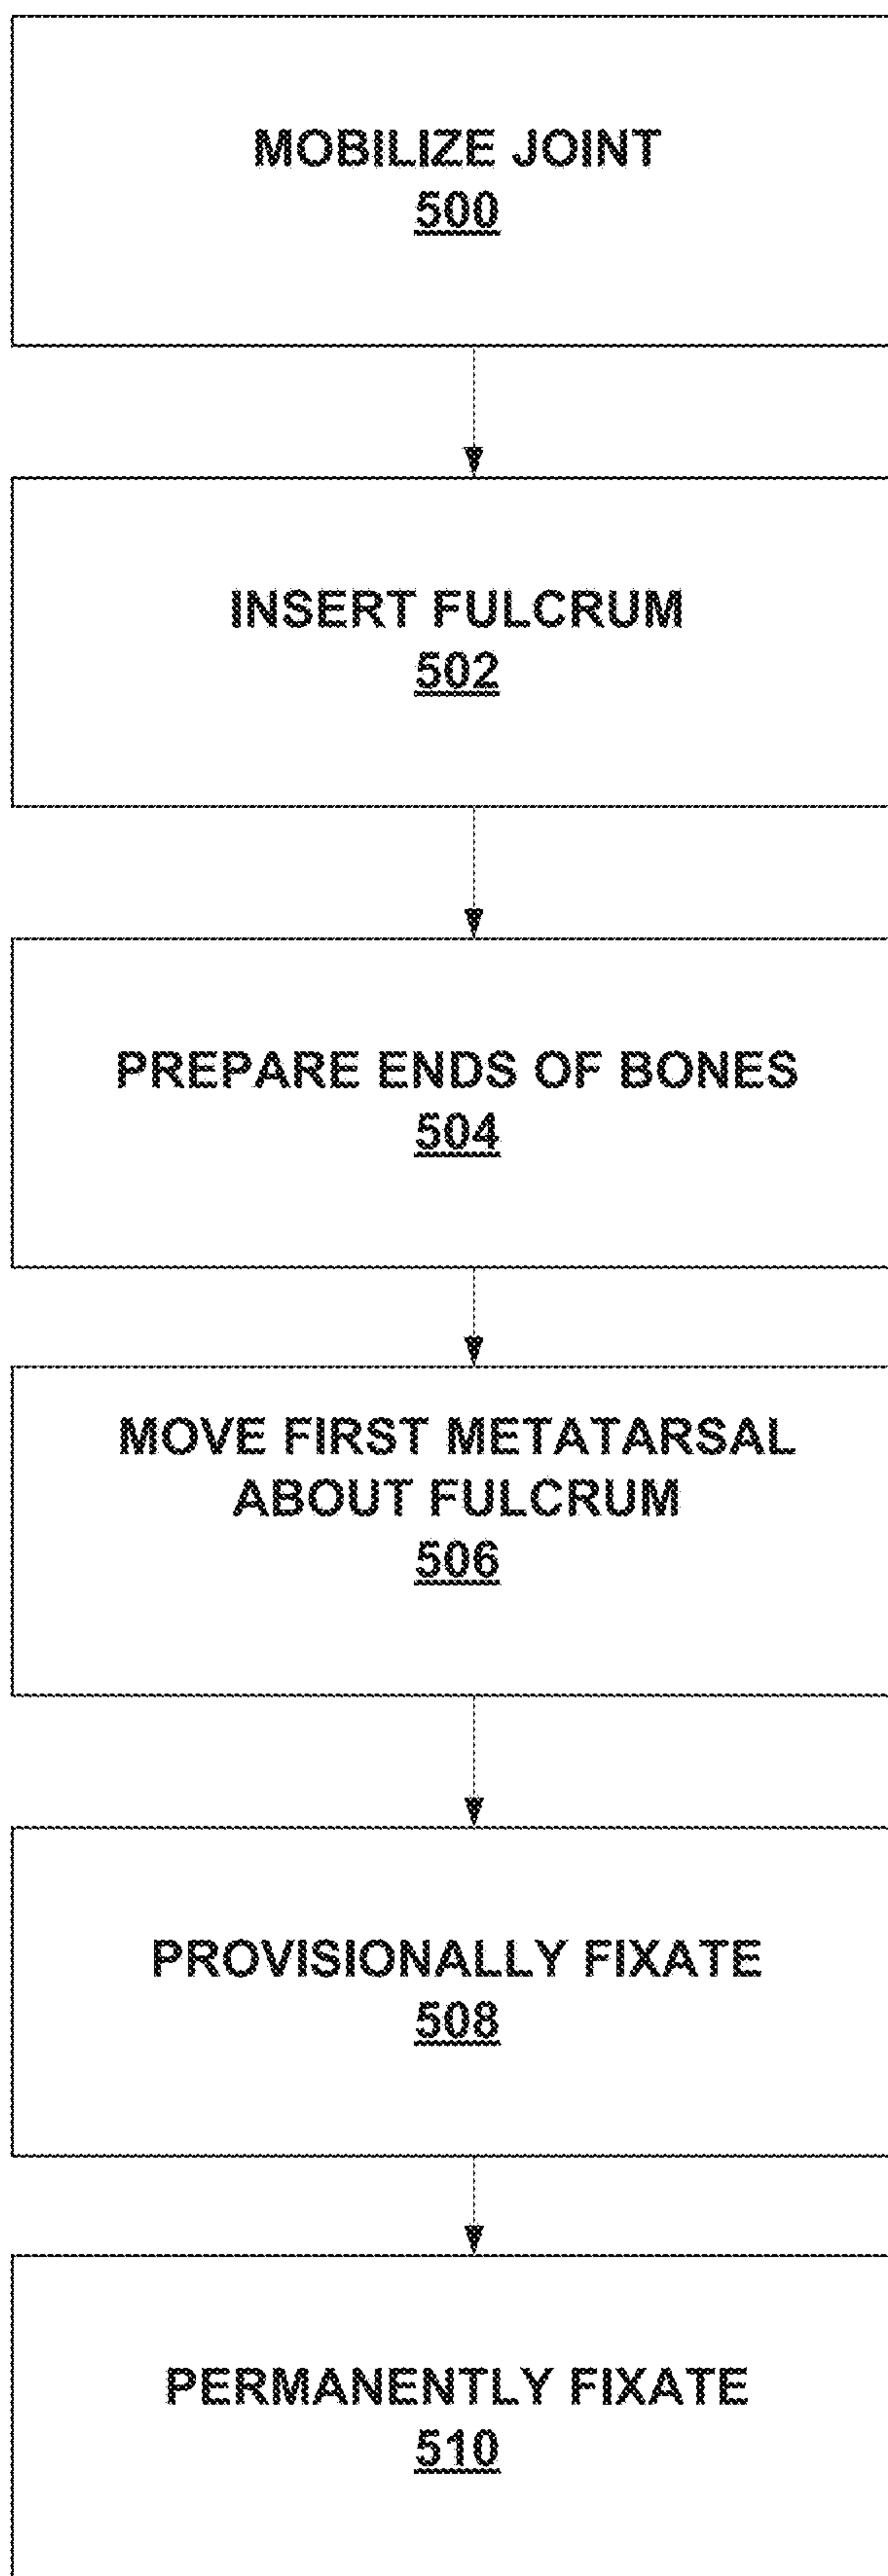 MOBILIZE JOINT
500
INSERT FULCRUM
502
PREPARE ENDS OF BONES
504
MOVE FIRST METATARSAL
ABOUT FULCRUM
506
PROVISIONALLY FIXATE
508
PERMANENTLY FIXATE
510